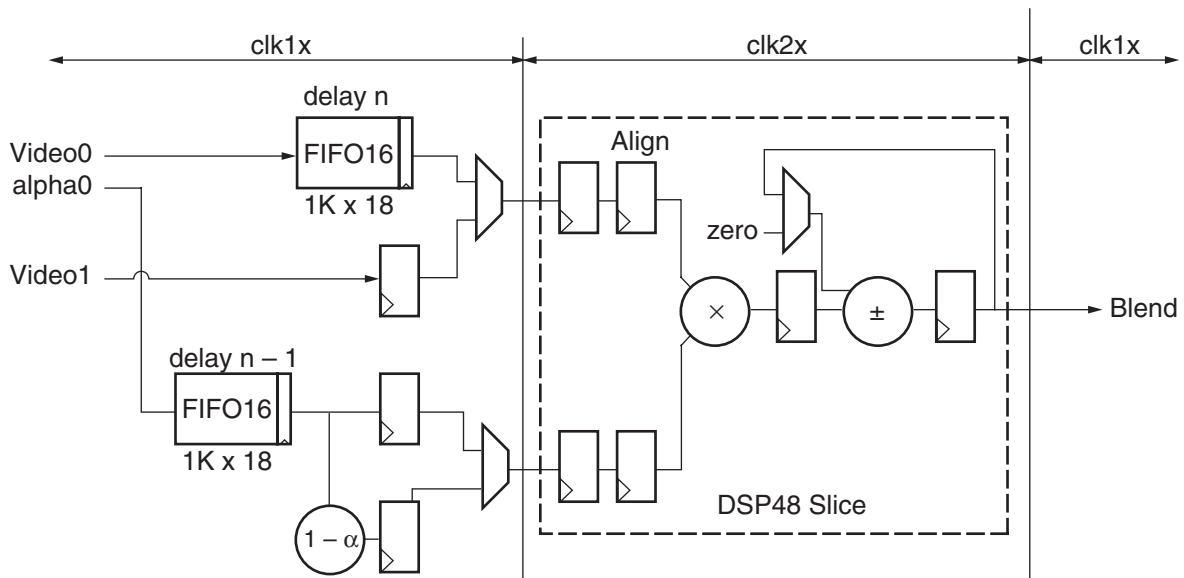 clk1x
clk2x
clk1x
delay n
Video0
FIFO16
alpha0
1K x 18
Align
zero
Video1
×
±
Blend
delay n – 1
FIFO16
1K x 18
DSP48 Slice
1 – α